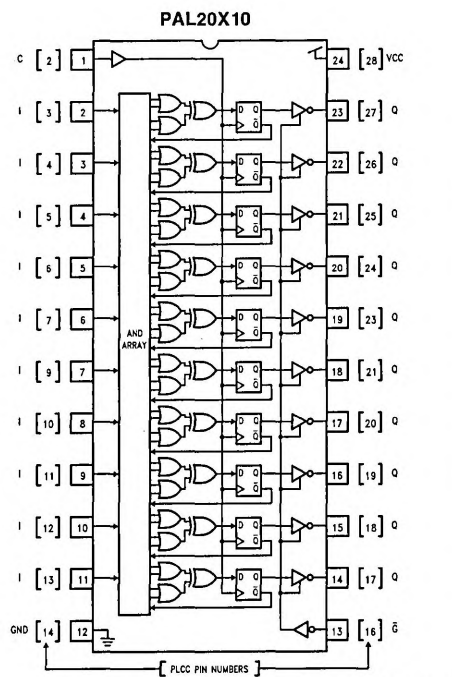 PAL20X10
C [2] 1 24 [28] VCC
I [3] 2 D Q Q̅ 23 [27] Q
I [4] 3 D Q Q̅ 22 [26] Q
I [5] 4 D Q Q̅ 21 [25] Q
I [6] 5 D Q Q̅ 20 [24] Q
I [7] 6 D Q Q̅ 19 [23] Q
AND
ARRAY
I [9] 7 D Q Q̅ 18 [21] Q
I [10] 8 D Q Q̅ 17 [20] Q
I [11] 9 D Q Q̅ 16 [19] Q
I [12] 10 D Q Q̅ 15 [18] Q
I [13] 11 D Q Q̅ 14 [17] Q
GND [14] 12 13 [16] G̅
[PLCC PIN NUMBERS]